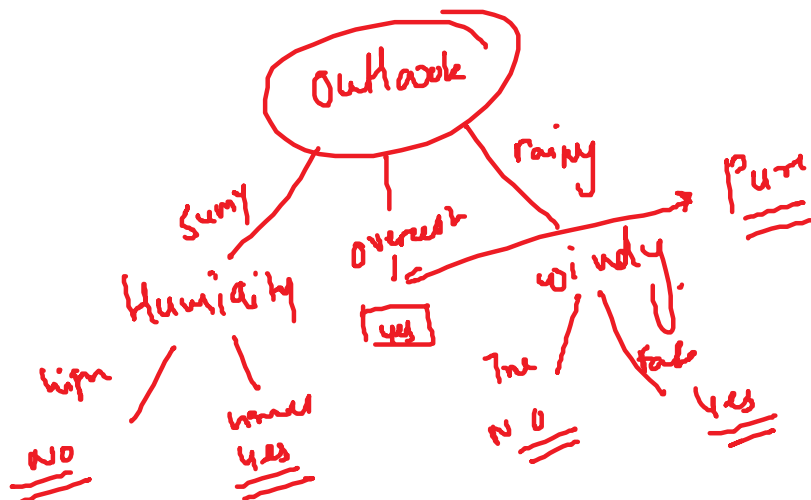 Outlook
rainy
Pure
Sunny
overcast
Humidity
windy
yes
high
normal
True
false
NO
yes
NO
yes